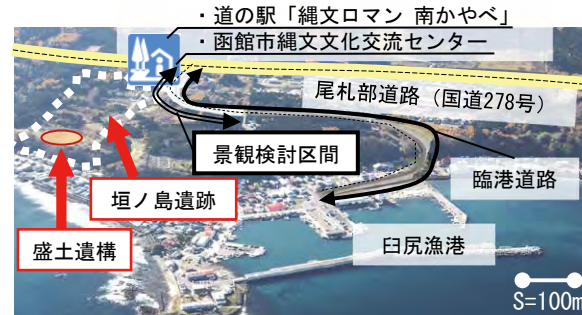 ・道の駅「縄文ロマン 南かやべ」
・函館市縄文文化交流センター
尾札部道路（国道278号）
景観検討区間
臨港道路
垣ノ島遺跡
盛土遺構
臼尻漁港
S=100m